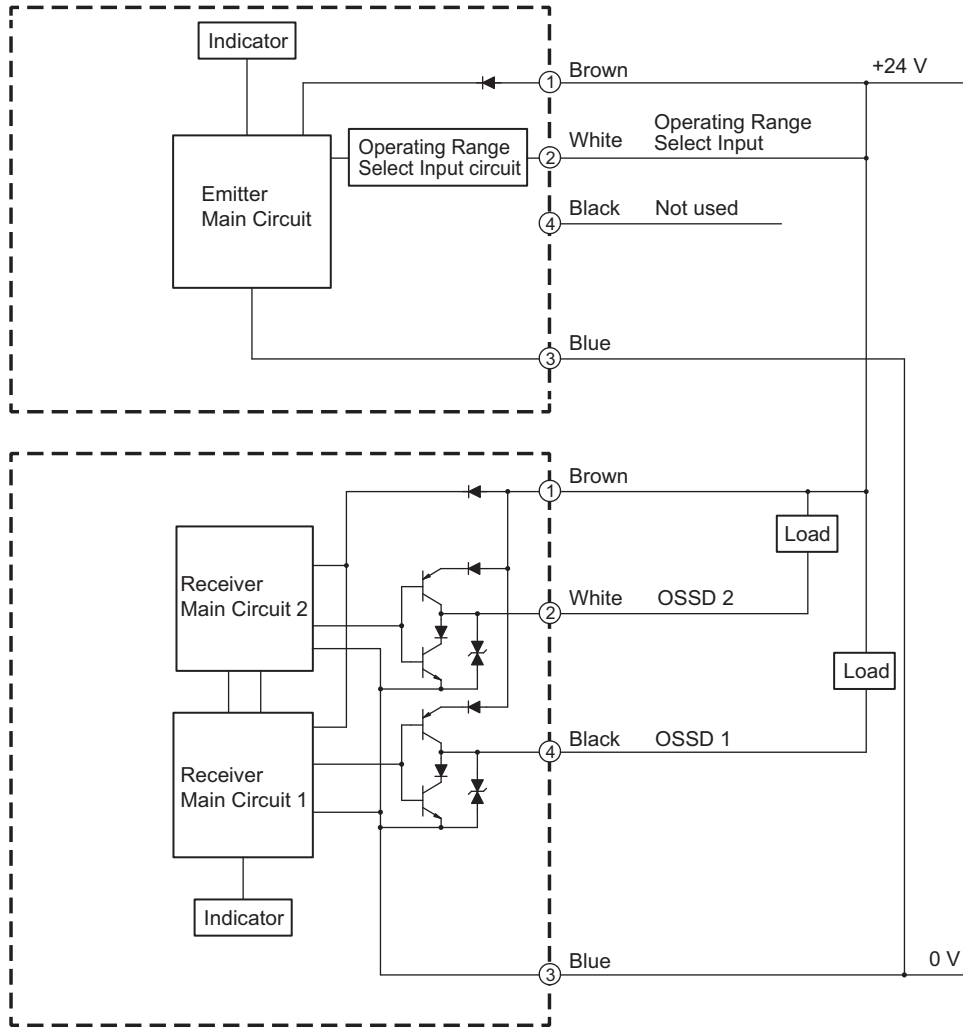 Indicator
1 Brown
+24 V
Operating Range
Select Input circuit
2 White
Operating Range
Select Input
Emitter
Main Circuit
4 Black Not used
3 Blue
1 Brown
Load
Receiver
Main Circuit 2
2 White OSSD 2
Load
4 Black OSSD 1
Receiver
Main Circuit 1
Indicator
3 Blue
0 V